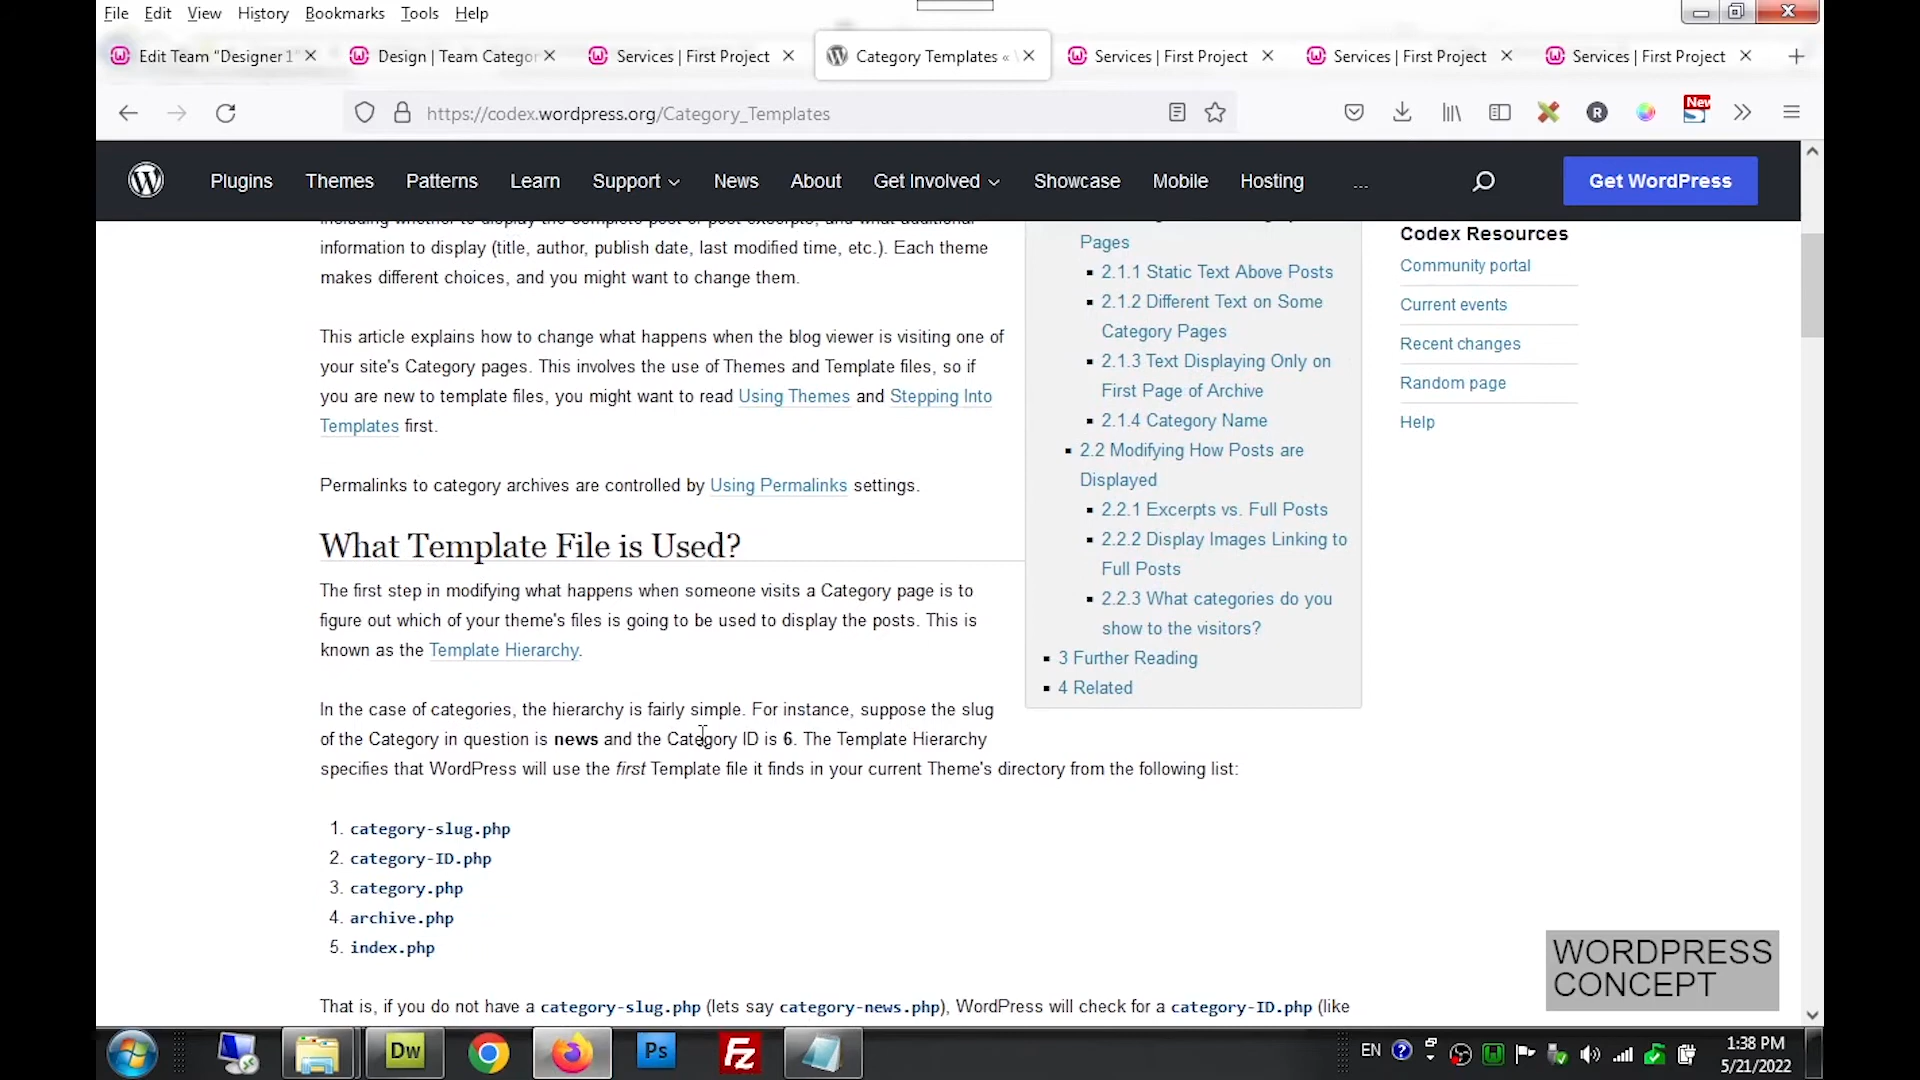 File Edit View History Bookmarks Tools Help
Edit Team "Designer 1"
Design | Team Categor
Services | First Project
Category Templates «
Services | First Project
Services | First Project
Services | First Project
https://codex.wordpress.org/Category_Templates
New
Plugins Themes Patterns Learn Support News About Get Involved Showcase Mobile Hosting ... Get WordPress
including whether to display the complete post or post excerpts, and what additional
information to display (title, author, publish date, last modified time, etc.). Each theme
makes different choices, and you might want to change them.
This article explains how to change what happens when the blog viewer is visiting one of
your site's Category pages. This involves the use of Themes and Template files, so if
you are new to template files, you might want to read Using Themes and Stepping Into
Templates first.
Permalinks to category archives are controlled by Using Permalinks settings.
What Template File is Used?
The first step in modifying what happens when someone visits a Category page is to
figure out which of your theme's files is going to be used to display the posts. This is
known as the Template Hierarchy.
In the case of categories, the hierarchy is fairly simple. For instance, suppose the slug
of the Category in question is news and the Category ID is 6. The Template Hierarchy
specifies that WordPress will use the first Template file it finds in your current Theme's directory from the following list:
1. category-slug.php
2. category-ID.php
3. category.php
4. archive.php
5. index.php
That is, if you do not have a category-slug.php (lets say category-news.php), WordPress will check for a category-ID.php (like
Pages
2.1.1 Static Text Above Posts
2.1.2 Different Text on Some
Category Pages
2.1.3 Text Displaying Only on
First Page of Archive
2.1.4 Category Name
2.2 Modifying How Posts are
Displayed
2.2.1 Excerpts vs. Full Posts
2.2.2 Display Images Linking to
Full Posts
2.2.3 What categories do you
show to the visitors?
3 Further Reading
4 Related
Codex Resources
Community portal
Current events
Recent changes
Random page
Help
WORDPRESS
CONCEPT
Dw
Ps
Fz
EN
1:38 PM
5/21/2022